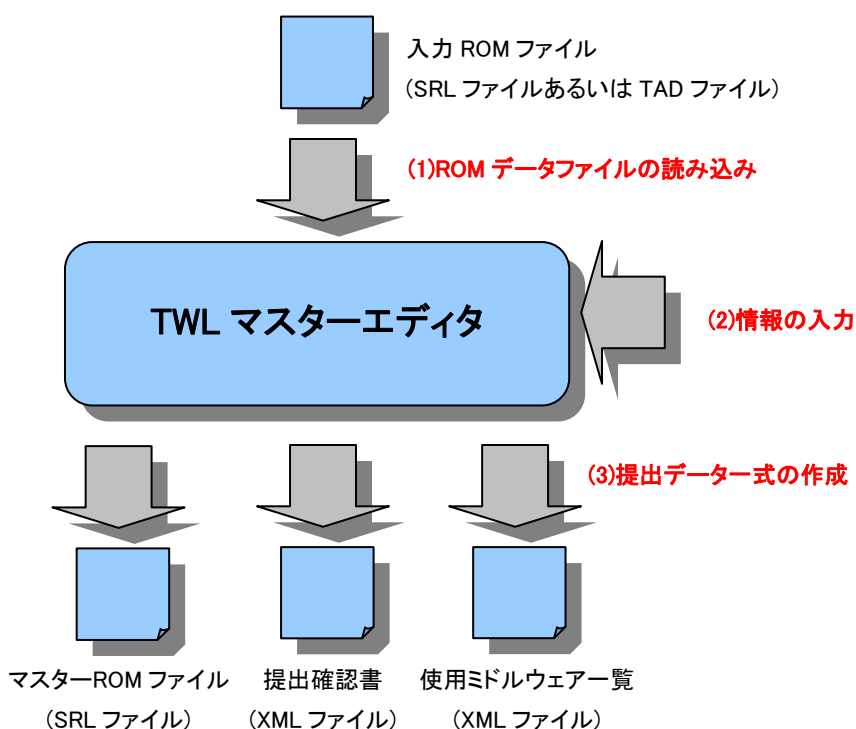 入力 ROM ファイル
(SRL ファイルあるいは TAD ファイル)
(1)ROM データファイルの読み込み
TWL マスターエディタ
(2)情報の入力
(3)提出データ一式の作成
マスターROM ファイル
(SRL ファイル)
提出確認書
(XML ファイル)
使用ミドルウェア一覧
(XML ファイル)